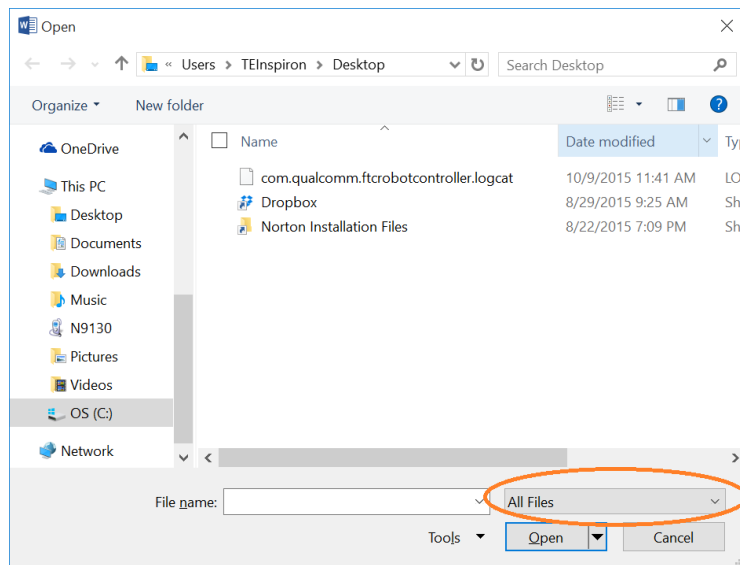 Open
« Users > TEInspiron > Desktop
Search Desktop
Organize
New folder
OneDrive
This PC
Desktop
Documents
Downloads
Music
N9130
Pictures
Videos
OS (C:)
Network
Name Date modified Ty
com.qualcomm.ftcrobotcontroller.logcat 10/9/2015 11:41 AM LO
Dropbox 8/29/2015 9:25 AM Sh
Norton Installation Files 8/22/2015 7:09 PM Sh
File name:
All Files
Tools
Open
Cancel